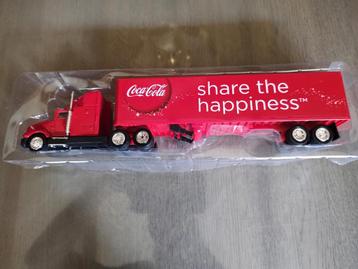 Coca-Cola
share the
happiness™